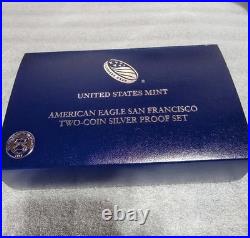 UNITED STATES MINT
AMERICAN EAGLE SAN FRANCISCO
TWO-COIN SILVER PROOF SET